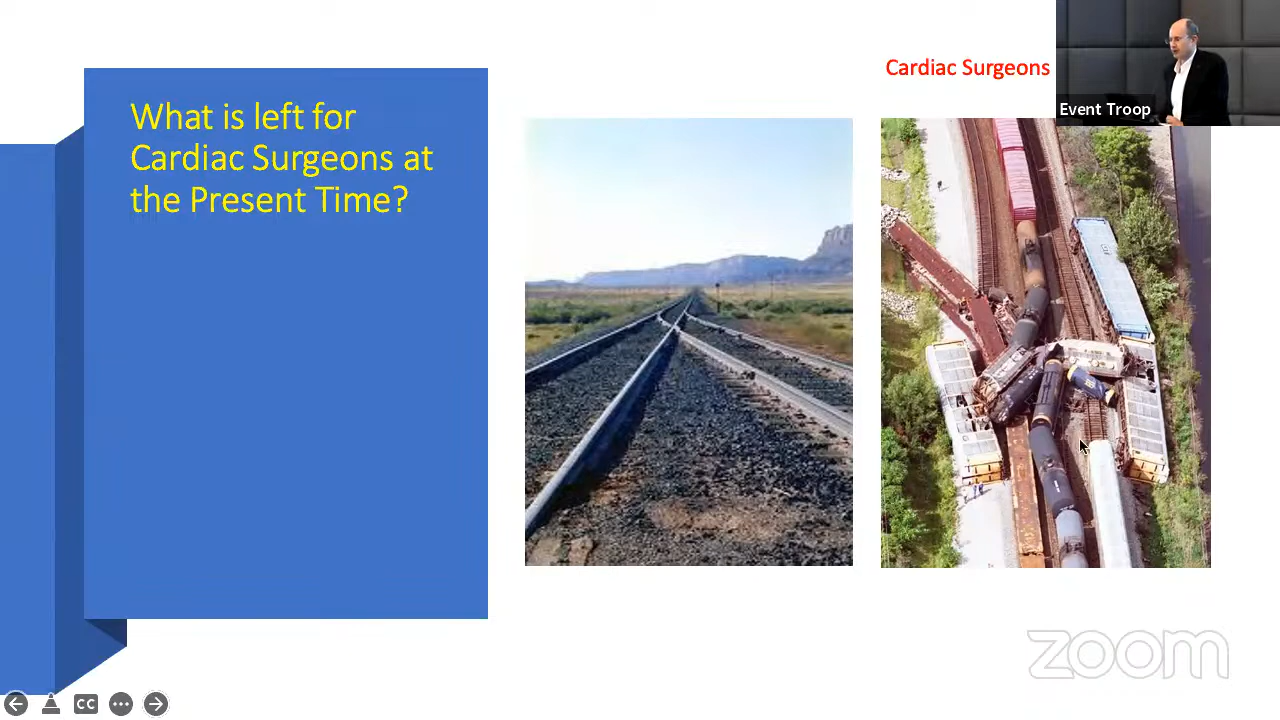 What is left for
Cardiac Surgeons at
the Present Time?
Cardiac Surgeons
Event Troop
zoom
CC